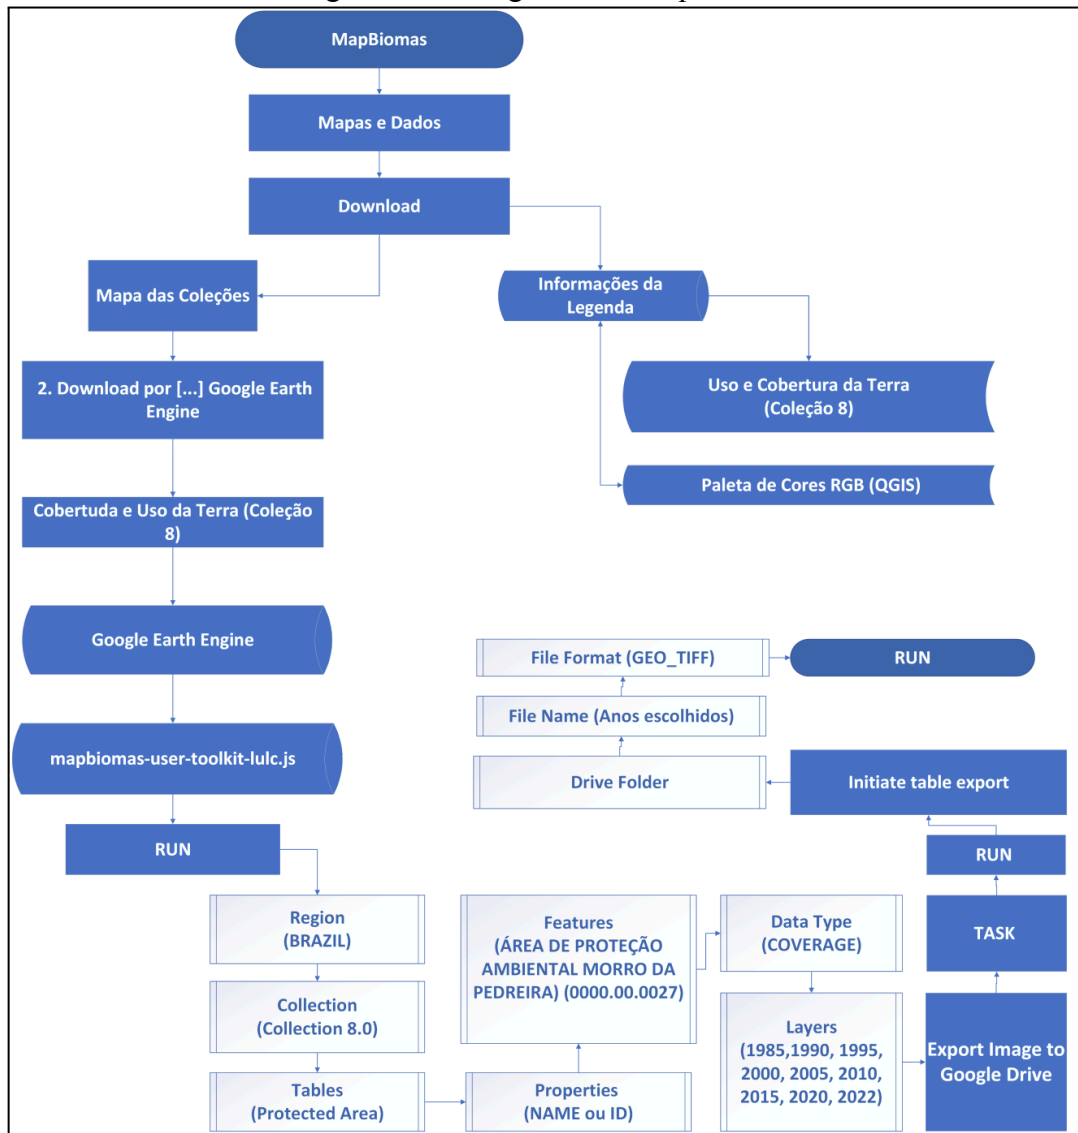 MapBiomas
Mapas e Dados
Download
Mapa das Coleções
Informações da
Legenda
2. Download por [...] Google Earth
Engine
Uso e Cobertura da Terra
(Coleção 8)
Paleta de Cores RGB (QGIS)
Cobertuda e Uso da Terra (Coleção
8)
Google Earth Engine
mapbiomas-user-toolkit-lulc.js
RUN
Region
(BRAZIL)
Collection
(Collection 8.0)
Tables
(Protected Area)
Properties
(NAME ou ID)
Features
(ÁREA DE PROTEÇÃO
AMBIENTAL MORRO DA
PEDREIRA) (0000.00.0027)
Data Type
(COVERAGE)
Layers
(1985,1990, 1995,
2000, 2005, 2010,
2015, 2020, 2022)
Export Image to
Google Drive
TASK
RUN
Initiate table export
Drive Folder
File Name (Anos escolhidos)
File Format (GEO_TIFF)
RUN